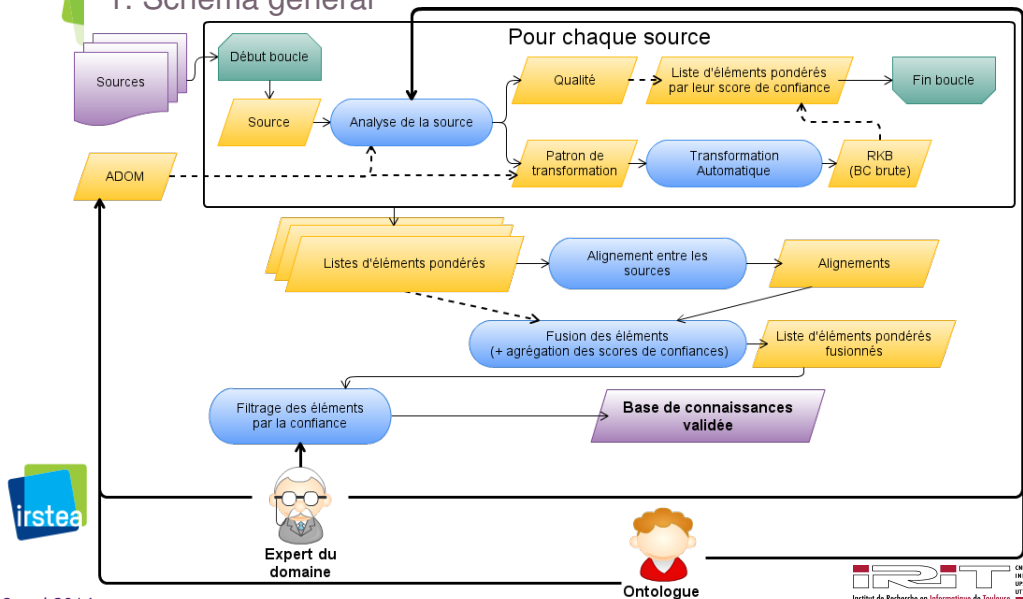 1. Schéma général
Pour chaque source
Sources
Début boucle
Source
Analyse de la source
Qualité
Liste d'éléments pondérés
par leur score de confiance
Fin boucle
ADOM
Patron de
transformation
Transformation
Automatique
RKB
(BC brute)
Listes d'éléments pondérés
Alignement entre les
sources
Alignements
Fusion des éléments
(+ agrégation des scores de confiances)
Liste d'éléments pondérés
fusionnés
Filtrage des éléments
par la confiance
Base de connaissances
validée
irstea
Expert du
domaine
Ontologue
IRIT
Institut de Recherche en Informatique de Toulouse
2014